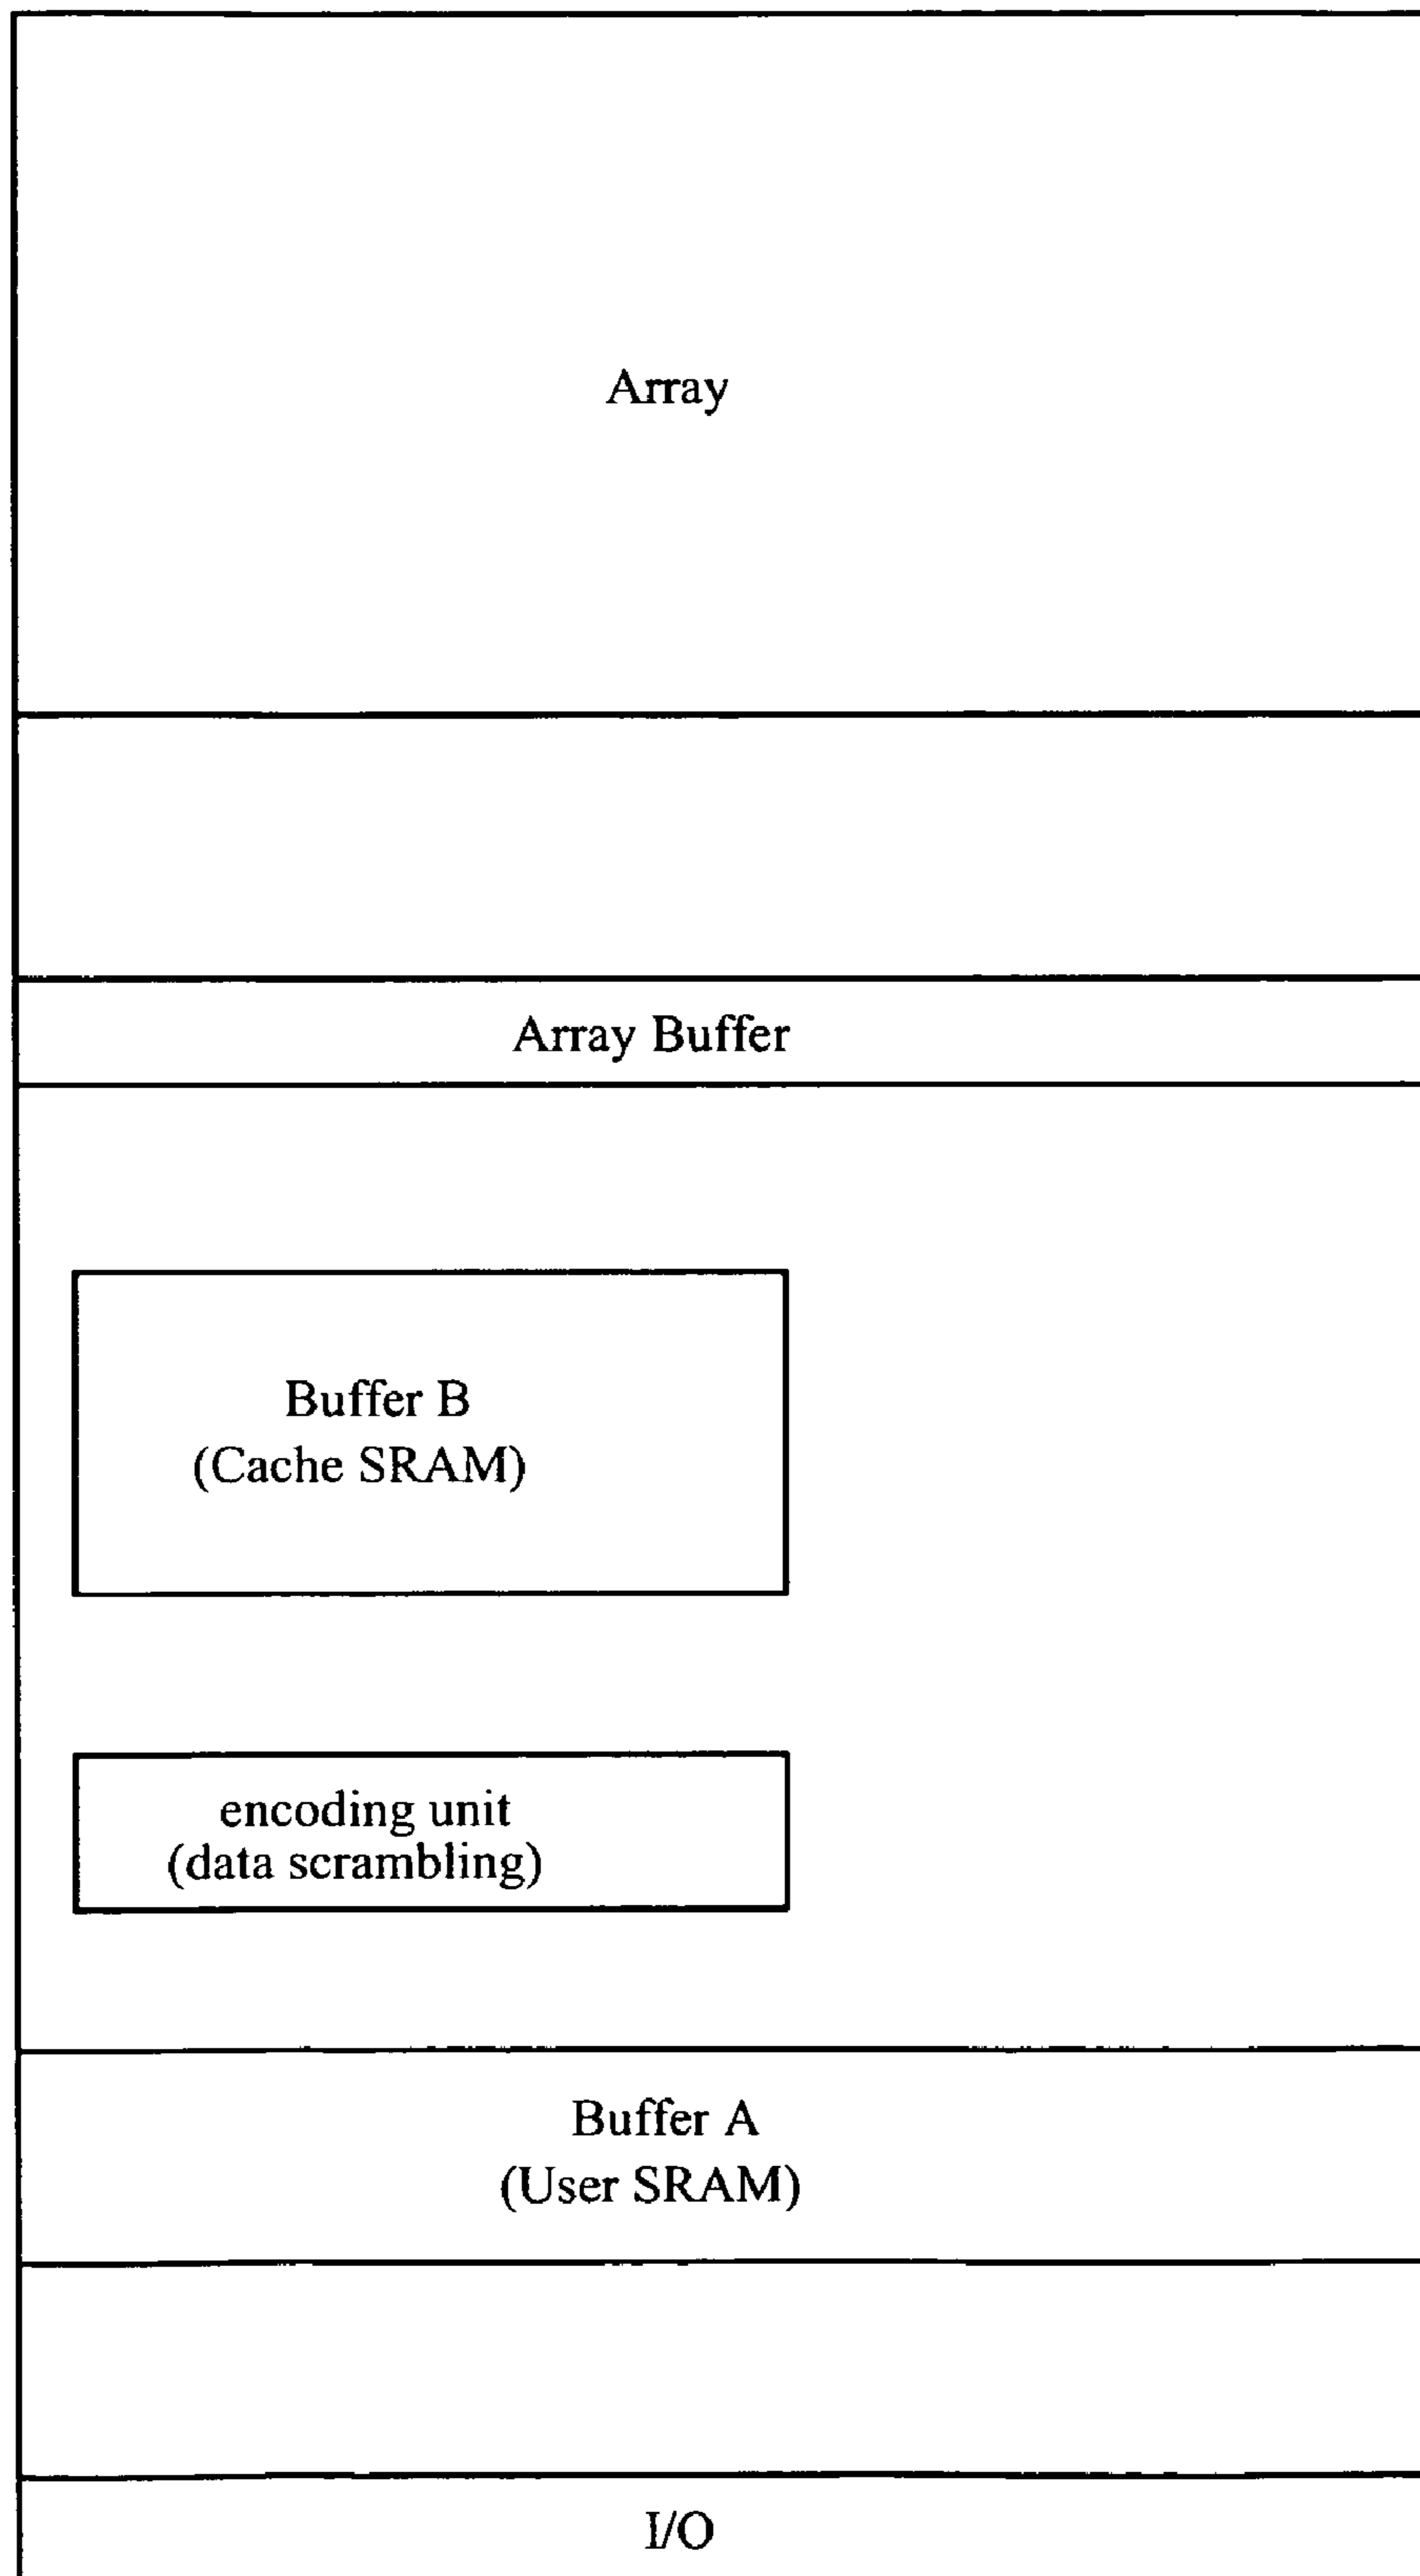 Array
Array Buffer
Buffer B
(Cache SRAM)
encoding unit
(data scrambling)
Buffer A
(User SRAM)
I/O